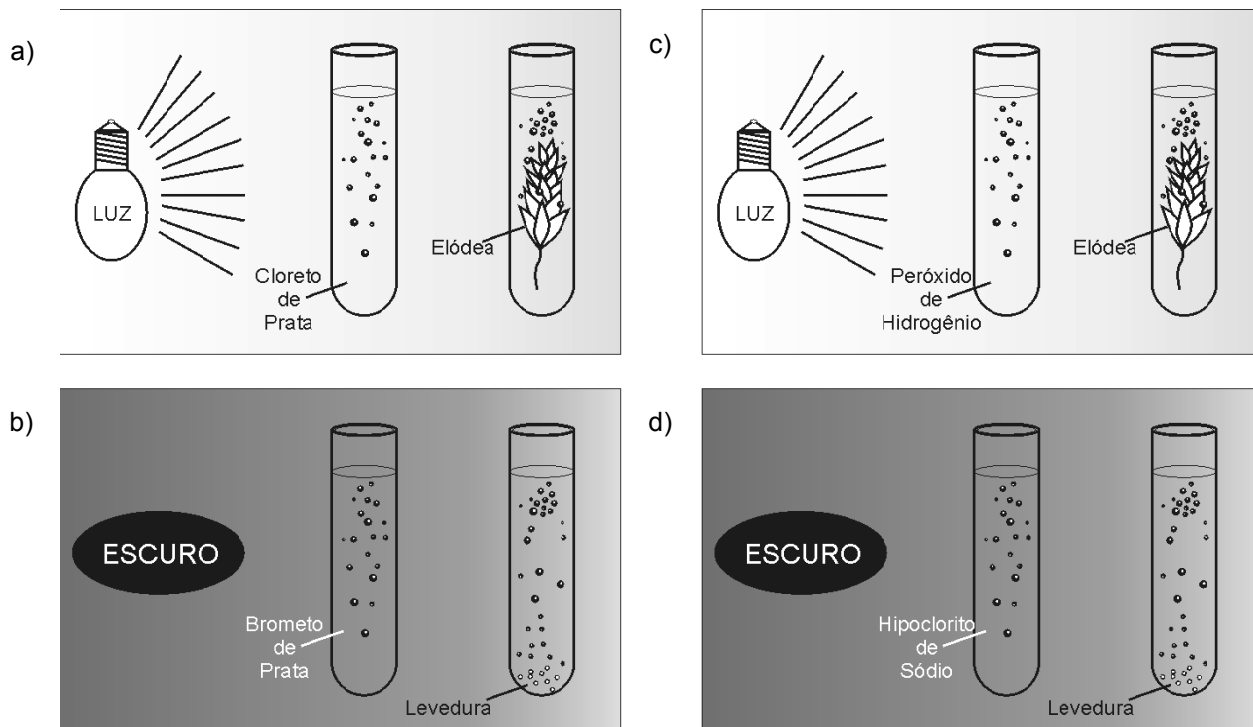 a)
LUZ
Cloreto
de
Prata
Elódea
c)
LUZ
Peróxido
de
Hidrogênio
Elódea
b)
ESCURO
Brometo
de
Prata
Levedura
d)
ESCURO
Hipoclorito
de
Sódio
Levedura